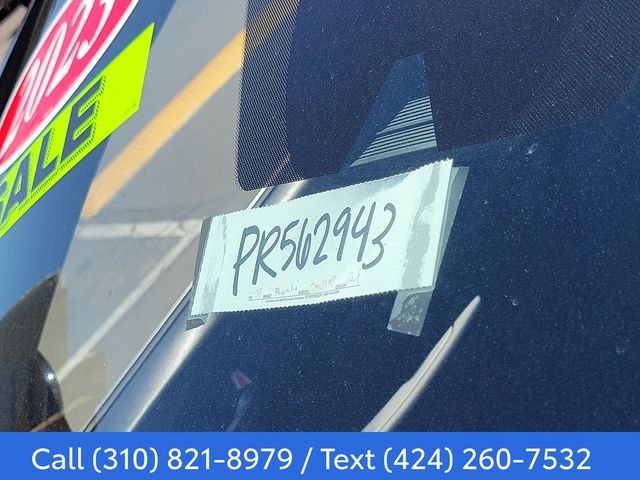 2023
SALE
PR562943
Call (310) 821-8979 / Text (424) 260-7532